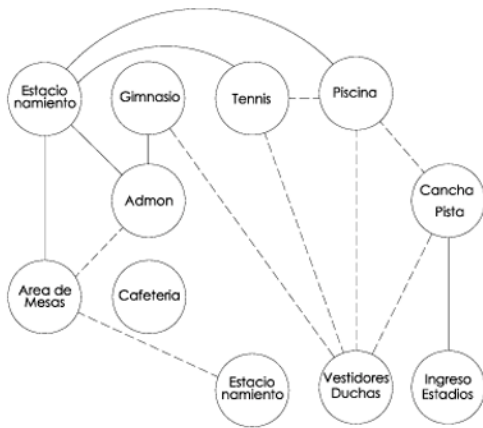 Estacio
namiento
Gimnasio
Tennis
Piscina
Cancha
Pista
Admon
Area de
Mesas
Cafeteria
Estacio
namiento
Vestidores
Duchas
Ingreso
Estadios